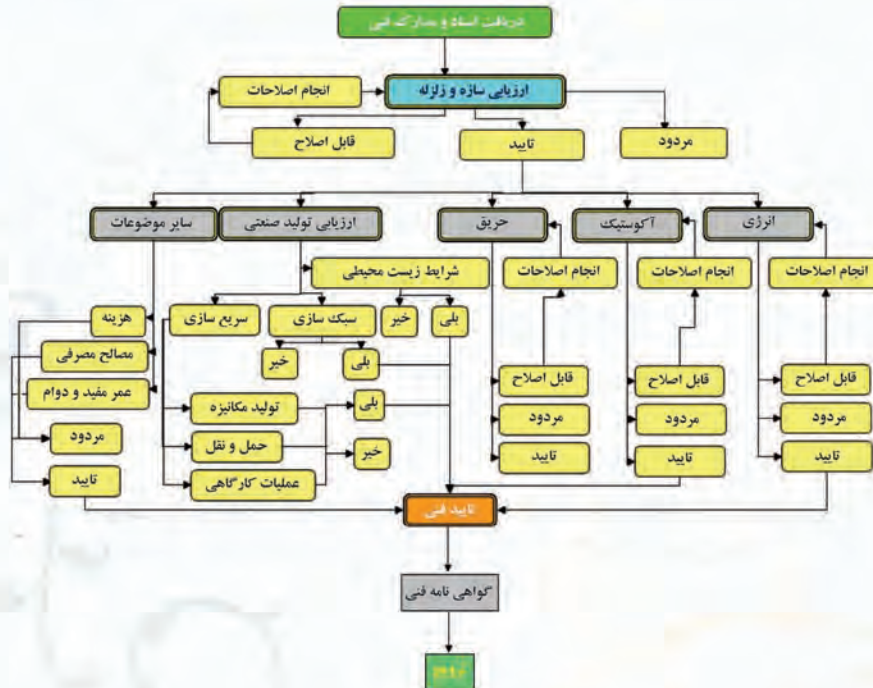 دریافت اسناد و مدارک فنی
ارزیابی سازه و زلزله
انجام اصلاحات
قابل اصلاح
تایید
مردود
انرژی
آکوستیک
حریق
ارزیابی تولید صنعتی
سایر موضوعات
انجام اصلاحات
انجام اصلاحات
انجام اصلاحات
شرایط زیست محیطی
بلی
خیر
سبک سازی
سریع سازی
هزینه
بلی
خیر
مصالح مصرفی
عمر مفید و دوام
قابل اصلاح
قابل اصلاح
قابل اصلاح
مردود
مردود
مردود
تایید
تایید
تایید
بلی
خیر
تولید مکانیزه
حمل و نقل
عملیات کارگاهی
مردود
تایید
تایید فنی
گواهی نامه فنی